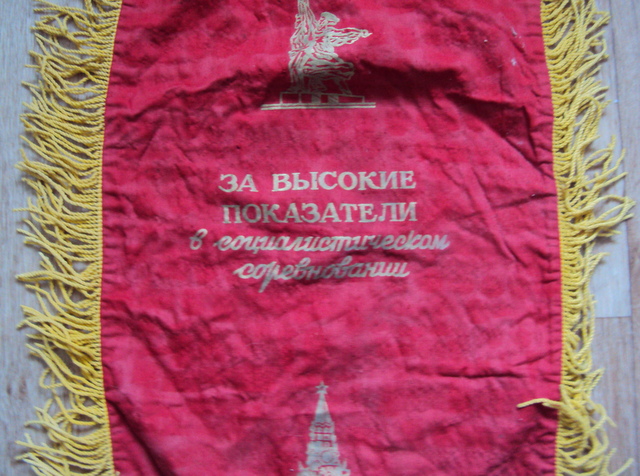 ЗА ВЫСОКИЕ
ПОКАЗАТЕЛИ
в социалистическом
соревновании